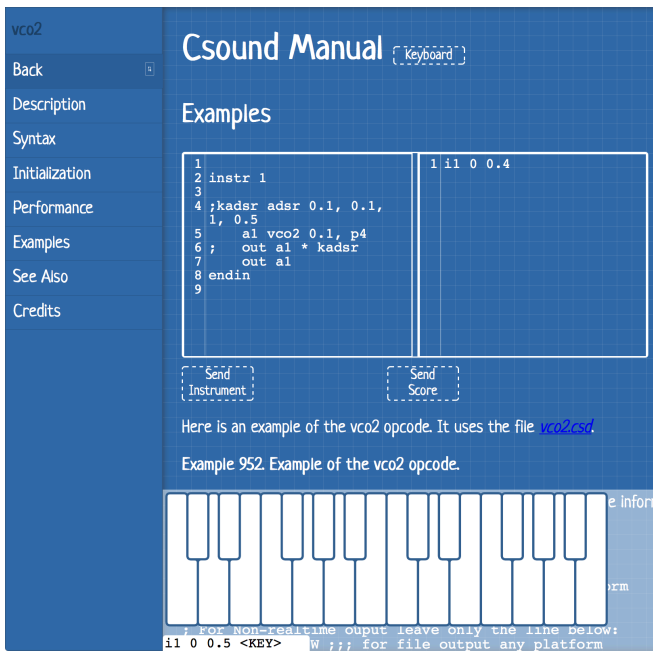 vco2
Back
Description
Syntax
Initialization
Performance
Examples
See Also
Credits
Csound Manual
Keyboard
Examples
1
2 instr 1
3
4 ;kadsr adsr 0.1, 0.1,
1, 0.5
5 a1 vco2 0.1, p4
6 ; out a1 * kadsr
7 out a1
8 endin
9
1 i1 0 0.4
Send
Instrument
Send
Score
Here is an example of the vco2 opcode. It uses the file vco2.csd.
Example 952. Example of the vco2 opcode.
e infor
orm
; For Non-realtime ouput leave only the line below:
i1 0 0.5 <KEY>
W ;;; for file output any platform